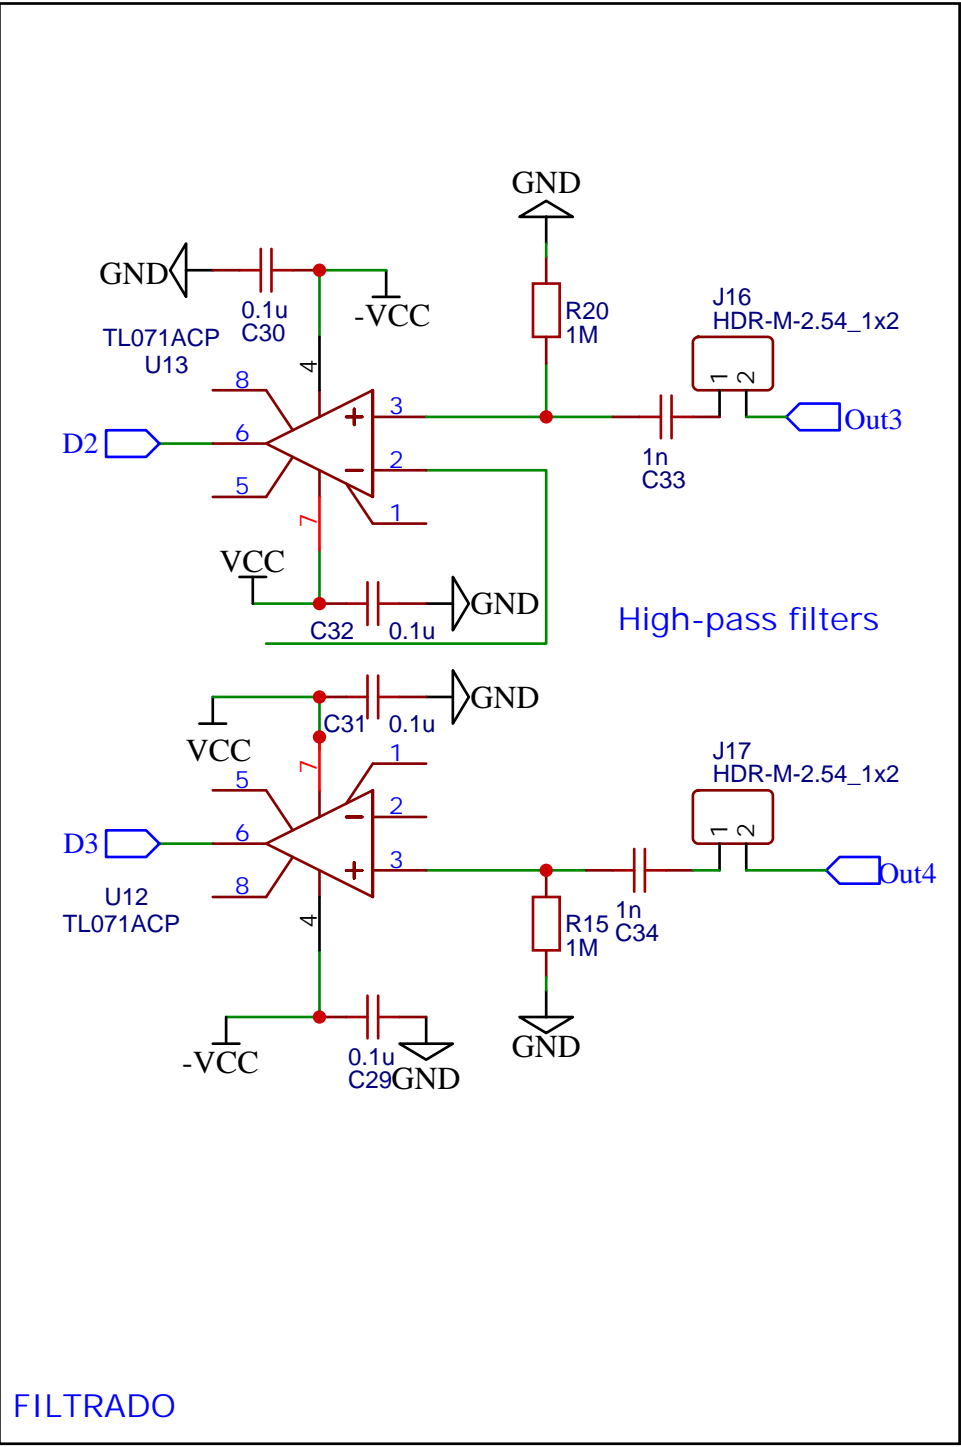 GND
GND
0.1u
C30
-VCC
TL071ACP
U13
R20
1M
J16
HDR-M-2.54_1x2
1 2
4
8
3
D2
6
Out3
2
1n
C33
5
1
7
VCC
C32 0.1u
GND
High-pass filters
C31 0.1u
GND
VCC
7
1
J17
HDR-M-2.54_1x2
5
2
1 2
D3
6
3
Out4
8
U12
TL071ACP
4
R15
1M
1n
C34
-VCC
0.1u
C29
GND
GND
FILTRADO